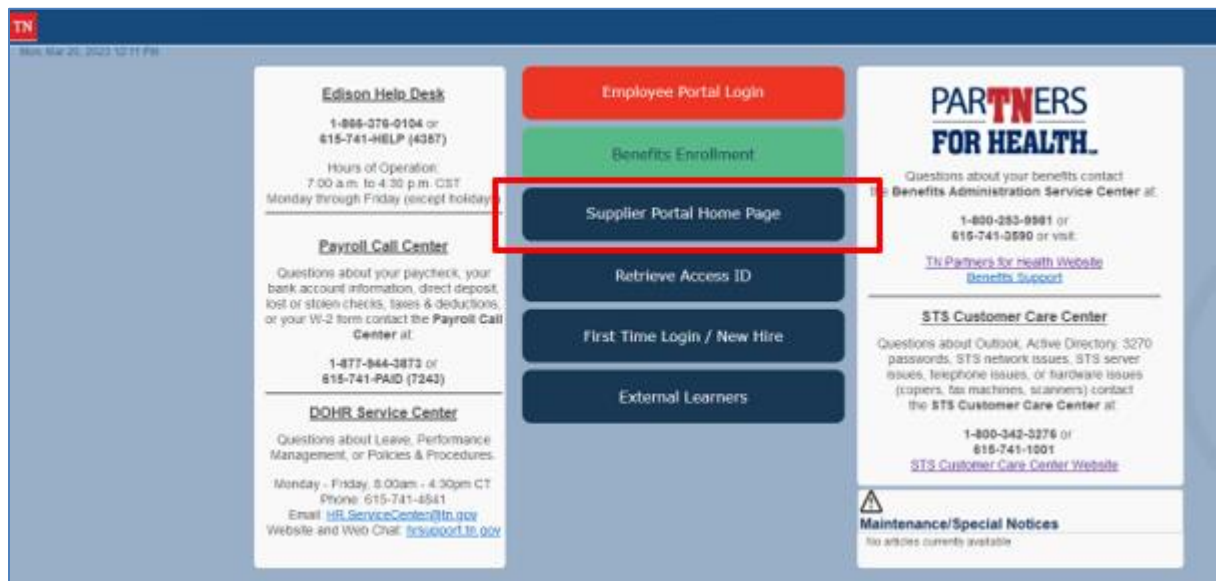 TN
Mon, Mar 20, 2023 12:11 PM
Edison Help Desk
1-866-376-0104 or
615-741-HELP (4357)
Hours of Operation:
7:00 a.m. to 4:30 p.m. CST
Monday through Friday (except holidays)
Payroll Call Center
Questions about your paycheck, your
bank account information, direct deposit,
lost or stolen checks, taxes & deductions,
or your W-2 form contact the Payroll Call
Center at:
1-877-944-3873 or
615-741-PAID (7243)
DOHR Service Center
Questions about Leave, Performance
Management, or Policies & Procedures.
Monday - Friday, 8:00am - 4:30pm CT
Phone: 615-741-4841
Email: HR.ServiceCenter@tn.gov
Website and Web Chat: hrsupport.tn.gov
Employee Portal Login
Benefits Enrollment
Supplier Portal Home Page
Retrieve Access ID
First Time Login / New Hire
External Learners
PARTNERS
FOR HEALTH
Questions about your benefits contact
the Benefits Administration Service Center at:
1-800-253-9981 or
615-741-3590 or visit:
TN Partners for Health Website
Benefits Support
STS Customer Care Center
Questions about Outlook, Active Directory, 3270
passwords, STS network issues, STS server
issues, telephone issues, or hardware issues
(copiers, fax machines, scanners) contact
the STS Customer Care Center at:
1-800-342-3276 or
615-741-1001
STS Customer Care Center Website
Maintenance/Special Notices
No articles currently available